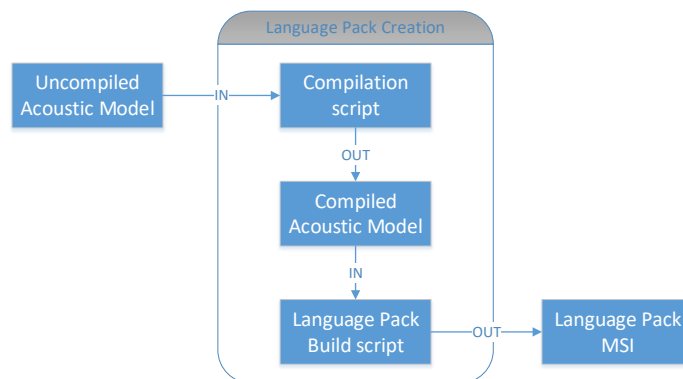 Language Pack Creation
Uncompiled
Acoustic Model
IN
Compilation
script
OUT
Compiled
Acoustic Model
IN
Language Pack
Build script
OUT
Language Pack
MSI